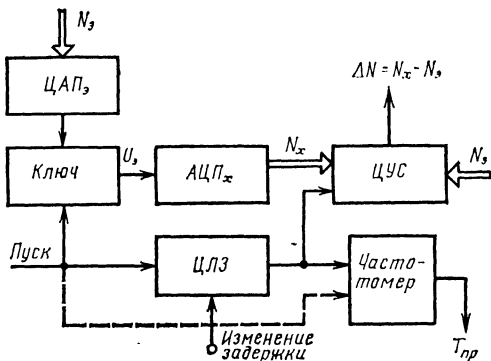 Nэ
ЦАПэ
ΔN = Nx - Nэ
Ключ
Uэ
АЦПx
Nx
ЦУС
Nэ
Пуск
ЦЛЗ
Часто-
томер
Изменение
задержки
Tпр